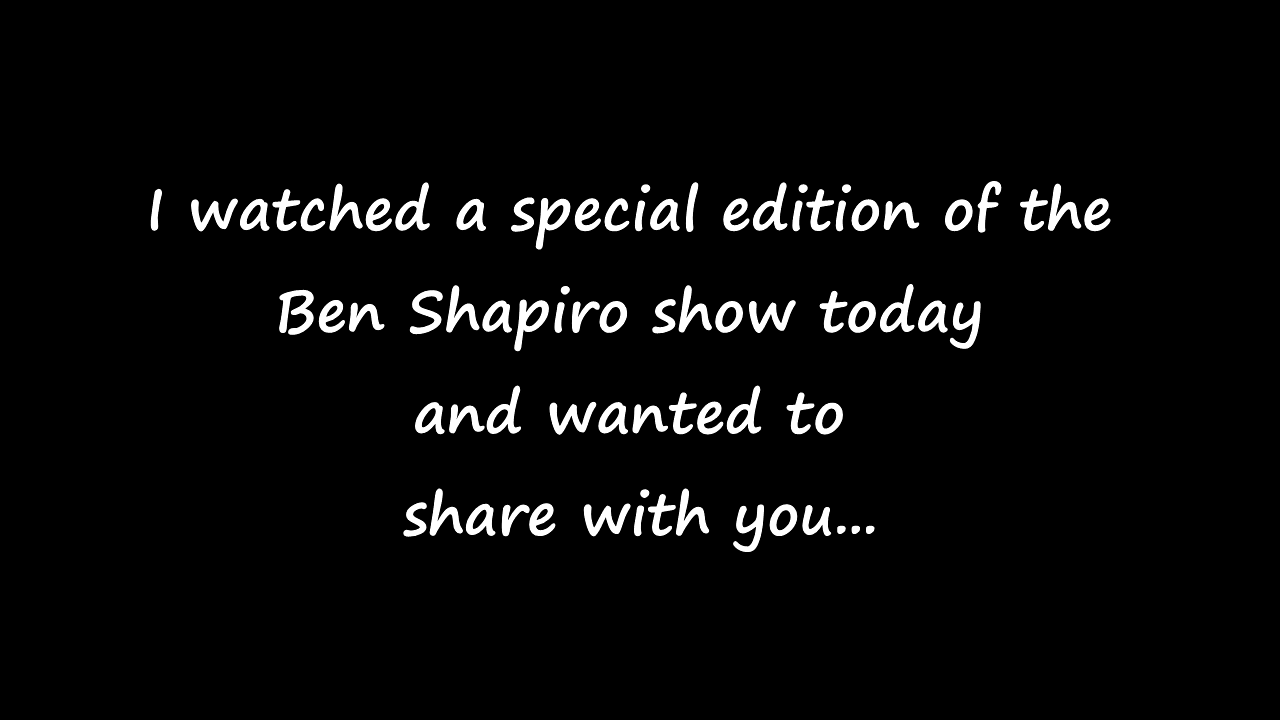 I watched a special edition of the
Ben Shapiro show today
and wanted to
share with you...